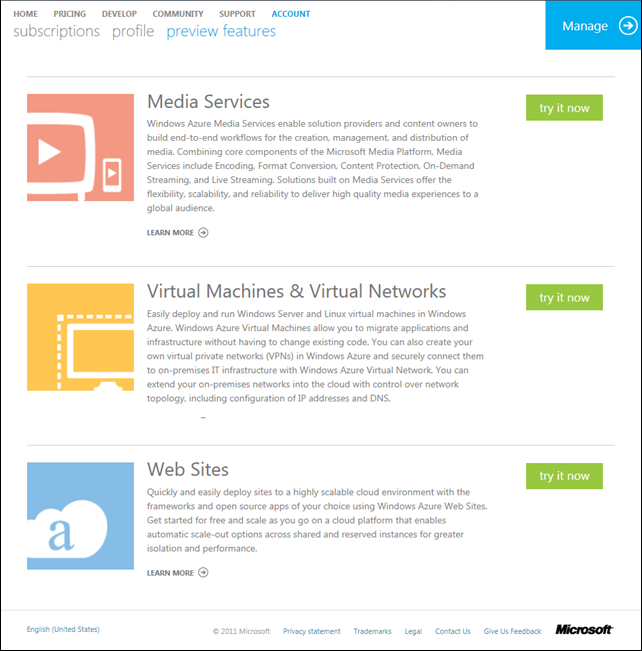 HOME PRICING DEVELOP COMMUNITY SUPPORT ACCOUNT
subscriptions profile preview features
Manage
Media Services
try it now
Windows Azure Media Services enable solution providers and content owners to
build end-to-end workflows for the creation, management, and distribution of
media. Combining core components of the Microsoft Media Platform, Media
Services include Encoding, Format Conversion, Content Protection, On-Demand
Streaming, and Live Streaming. Solutions built on Media Services offer the
flexibility, scalability, and reliability to deliver high quality media experiences to a
global audience.
LEARN MORE
Virtual Machines & Virtual Networks
try it now
Easily deploy and run Windows Server and Linux virtual machines in Windows
Azure. Windows Azure Virtual Machines allow you to migrate applications and
infrastructure without having to change existing code. You can also create your
own virtual private networks (VPNs) in Windows Azure and securely connect them
to on-premises IT infrastructure with Windows Azure Virtual Network. You can
extend your on-premises networks into the cloud with control over network
topology, including configuration of IP addresses and DNS.
Web Sites
try it now
a
Quickly and easily deploy sites to a highly scalable cloud environment with the
frameworks and open source apps of your choice using Windows Azure Web Sites.
Get started for free and scale as you go on a cloud platform that enables
automatic scale-out options across shared and reserved instances for greater
isolation and performance.
LEARN MORE
English (United States) © 2011 Microsoft Privacy statement Trademarks Legal Contact Us Give Us Feedback Microsoft